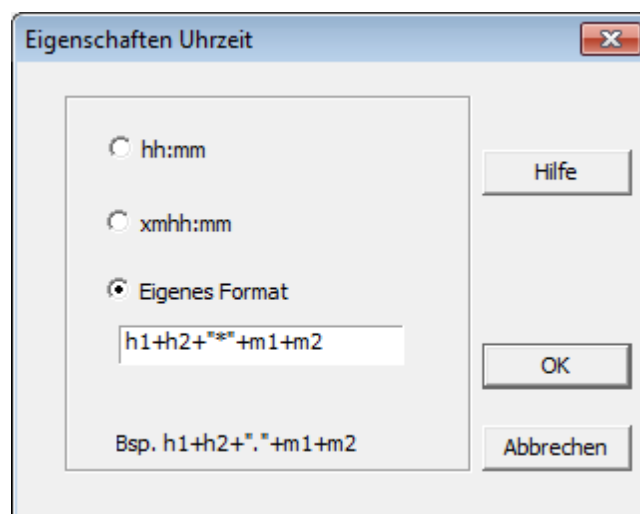 Eigenschaften Uhrzeit
hh:mm
Hilfe
xmhh:mm
Eigenes Format
h1+h2+"*"+m1+m2
OK
Bsp. h1+h2+"."+m1+m2
Abbrechen